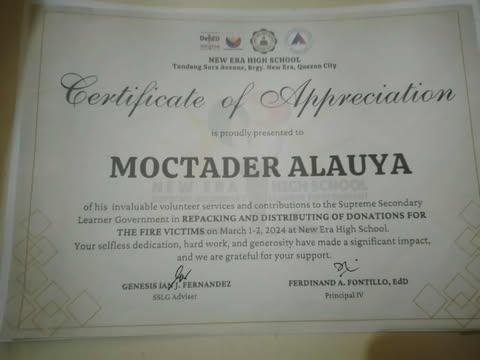 DepED
NEW ERA HIGH SCHOOL
Tandang Sora Avenue, Brgy. New Era, Quezon City
Certificate of Appreciation
is proudly presented to
MOCTADER ALAUYA
NEW ERA HIGH SCHOOL
of his invaluable volunteer services and contributions to the Supreme Secondary
Learner Government in REPACKING AND DISTRIBUTING OF DONATIONS FOR
THE FIRE VICTIMS on March 1-2, 2024 at New Era High School.
Your selfless dedication, hard work, and generosity have made a significant impact,
and we are grateful for your support.
GENESIS IAN J. FERNANDEZ
SSLG Adviser
FERDINAND A. FONTILLO, EdD
Principal IV